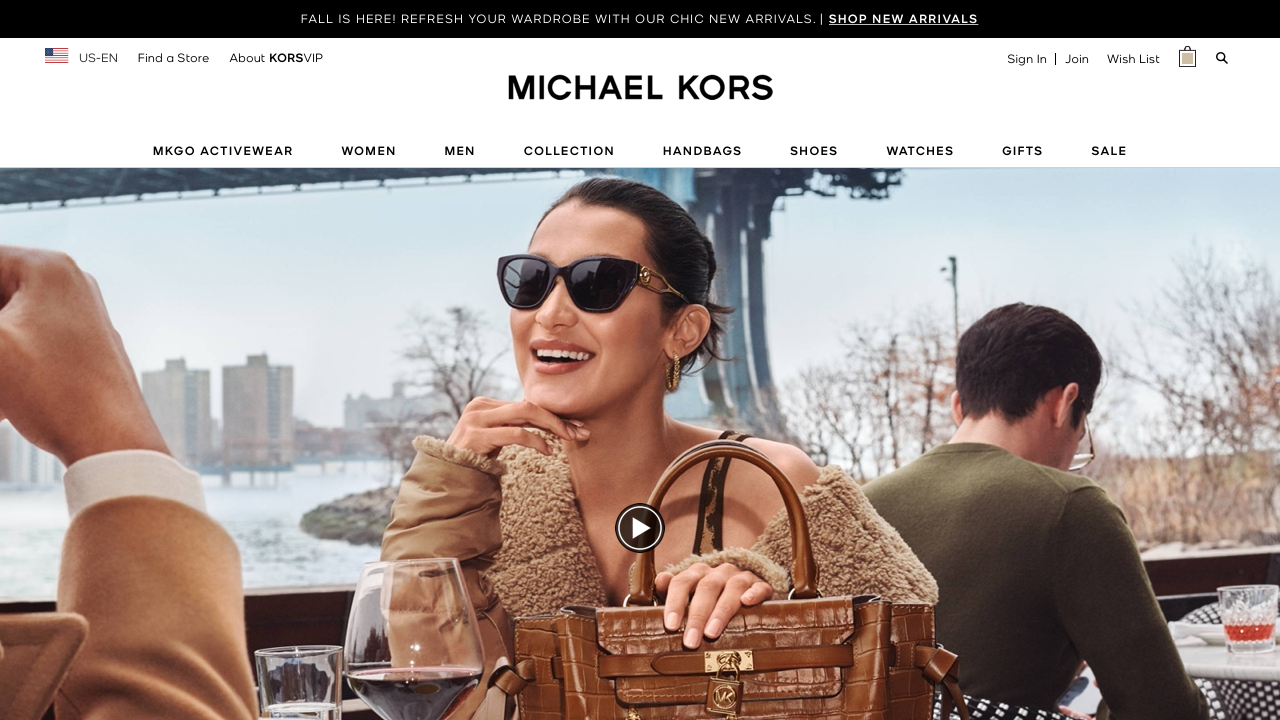 FALL IS HERE! REFRESH YOUR WARDROBE WITH OUR CHIC NEW ARRIVALS. | SHOP NEW ARRIVALS
US-EN Find a Store About KORSVIP Sign In | Join Wish List
MICHAEL KORS
MKGO ACTIVEWEAR WOMEN MEN COLLECTION HANDBAGS SHOES WATCHES GIFTS SALE
MK